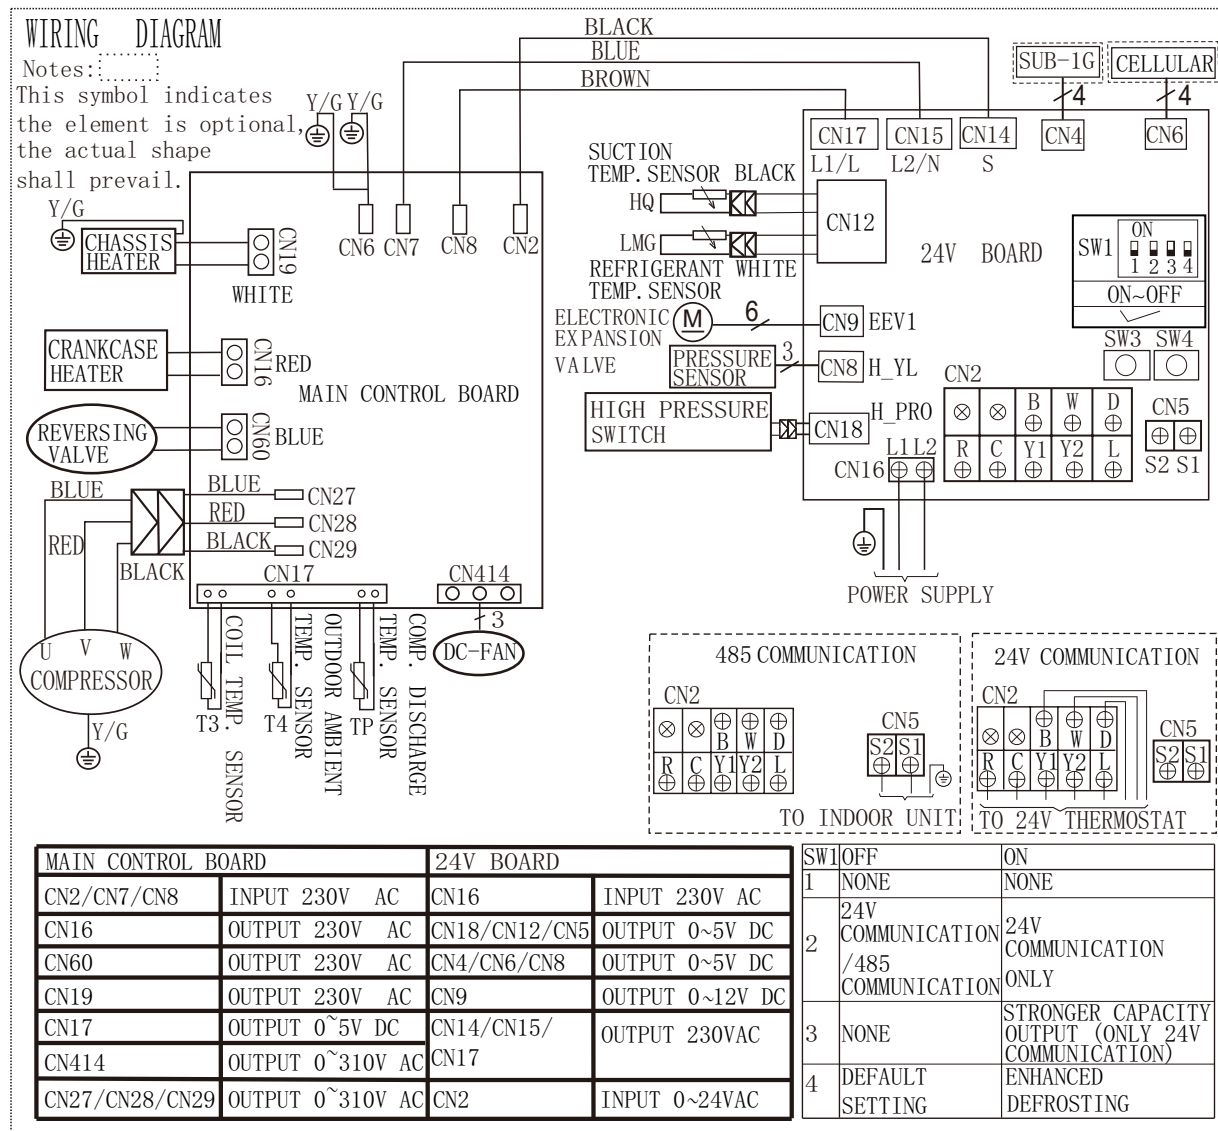 WIRING DIAGRAM
Notes:
This symbol indicates
the element is optional,
the actual shape
shall prevail.
BLACK
BLUE
BROWN
Y/G Y/G
Y/G
CHASSIS
HEATER
CN19
WHITE
CN6 CN7 CN8 CN2
CRANKCASE
HEATER
CN16
RED
MAIN CONTROL BOARD
REVERSING
VALVE
CN60
BLUE
BLUE
RED
BLACK
BLUE
RED
BLACK
CN27
CN28
CN29
CN17
CN414
3
DC-FAN
U V W
COMPRESSOR
Y/G
T3
COIL TEMP. SENSOR
T4
OUTDOOR AMBIENT
TEMP. SENSOR
TP
COMP. DISCHARGE
TEMP. SENSOR
SUB-1G
CELLULAR
4
4
CN17
CN15
CN14
CN4
CN6
L1/L
L2/N
S
SUCTION
TEMP. SENSOR
BLACK
HQ
LMG
CN12
REFRIGERANT
TEMP. SENSOR
WHITE
24V BOARD
SW1
ON
1 2 3 4
ON~OFF
SW3 SW4
ELECTRONIC
EXPANSION
VALVE
M
6
CN9
EEV1
PRESSURE
SENSOR
3
CN8
H_YL
HIGH PRESSURE
SWITCH
CN18
H_PRO
CN2
B W D
R C Y1 Y2 L
CN5
S2 S1
L1 L2
CN16
POWER SUPPLY
485 COMMUNICATION
CN2
B W D
R C Y1 Y2 L
CN5
S2 S1
TO INDOOR UNIT
24V COMMUNICATION
CN2
B W D
R C Y1 Y2 L
CN5
S2 S1
TO 24V THERMOSTAT
MAIN CONTROL BOARD 24V BOARD
CN2/CN7/CN8 INPUT 230V AC CN16 INPUT 230V AC
CN16 OUTPUT 230V AC CN18/CN12/CN5 OUTPUT 0~5V DC
CN60 OUTPUT 230V AC CN4/CN6/CN8 OUTPUT 0~5V DC
CN19 OUTPUT 230V AC CN9 OUTPUT 0~12V DC
CN17 OUTPUT 0~5V DC CN14/CN15/
CN17 OUTPUT 230VAC
CN414 OUTPUT 0~310V AC
CN27/CN28/CN29 OUTPUT 0~310V AC CN2 INPUT 0~24VAC
SW1 OFF ON
1 NONE NONE
2
24V
COMMUNICATION
/485
COMMUNICATION
24V
COMMUNICATION
ONLY
3 NONE
STRONGER CAPACITY
OUTPUT (ONLY 24V
COMMUNICATION)
4
DEFAULT
SETTING
ENHANCED
DEFROSTING